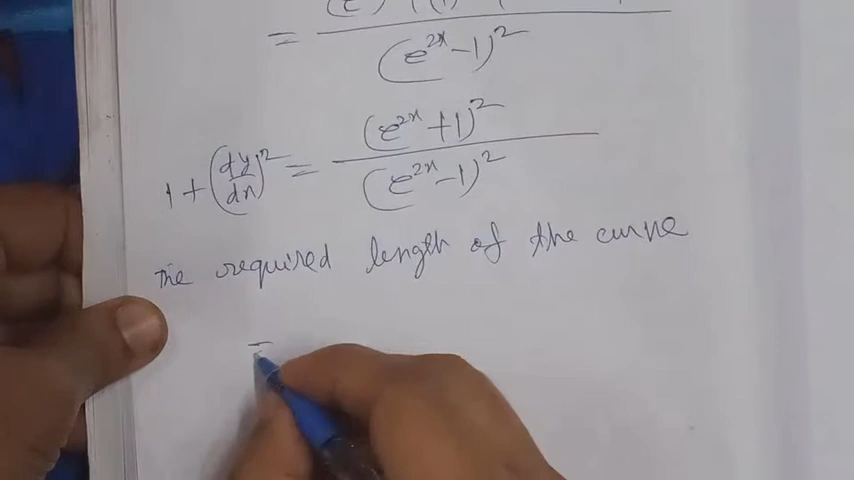 =
(e^{2x} - 1)^2
1 + (dy/dx)^2 = (e^{2x} + 1)^2 / (e^{2x} - 1)^2
The required length of the curve
=